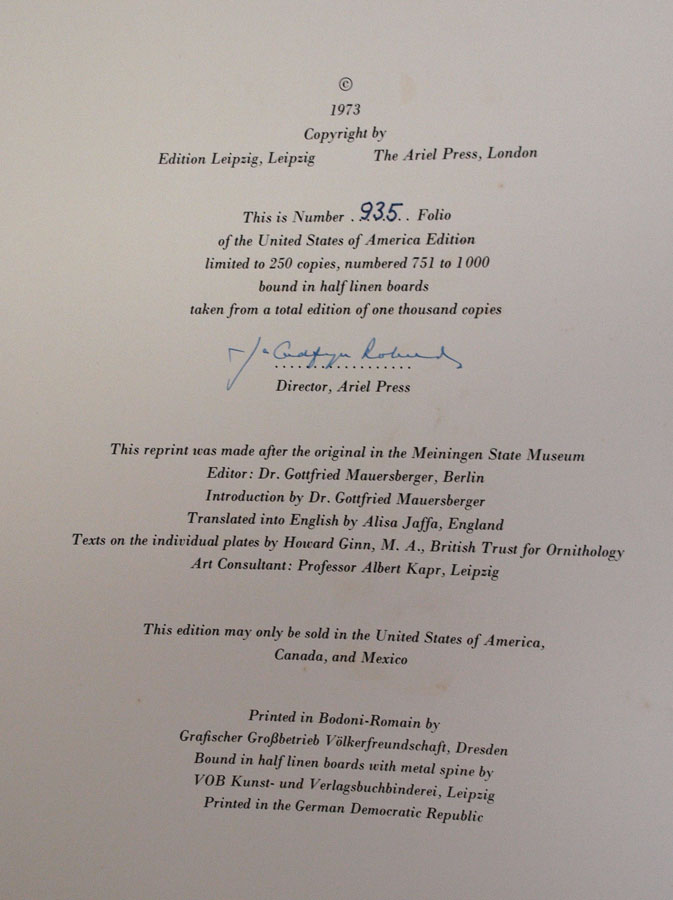 ©
1973
Copyright by
Edition Leipzig, Leipzig The Ariel Press, London
This is Number . 935 . . Folio
of the United States of America Edition
limited to 250 copies, numbered 751 to 1000
bound in half linen boards
taken from a total edition of one thousand copies
Director, Ariel Press
This reprint was made after the original in the Meiningen State Museum
Editor: Dr. Gottfried Mauersberger, Berlin
Introduction by Dr. Gottfried Mauersberger
Translated into English by Alisa Jaffa, England
Texts on the individual plates by Howard Ginn, M. A., British Trust for Ornithology
Art Consultant: Professor Albert Kapr, Leipzig
This edition may only be sold in the United States of America,
Canada, and Mexico
Printed in Bodoni-Romain by
Grafischer Großbetrieb Völkerfreundschaft, Dresden
Bound in half linen boards with metal spine by
VOB Kunst- und Verlagsbuchbinderei, Leipzig
Printed in the German Democratic Republic